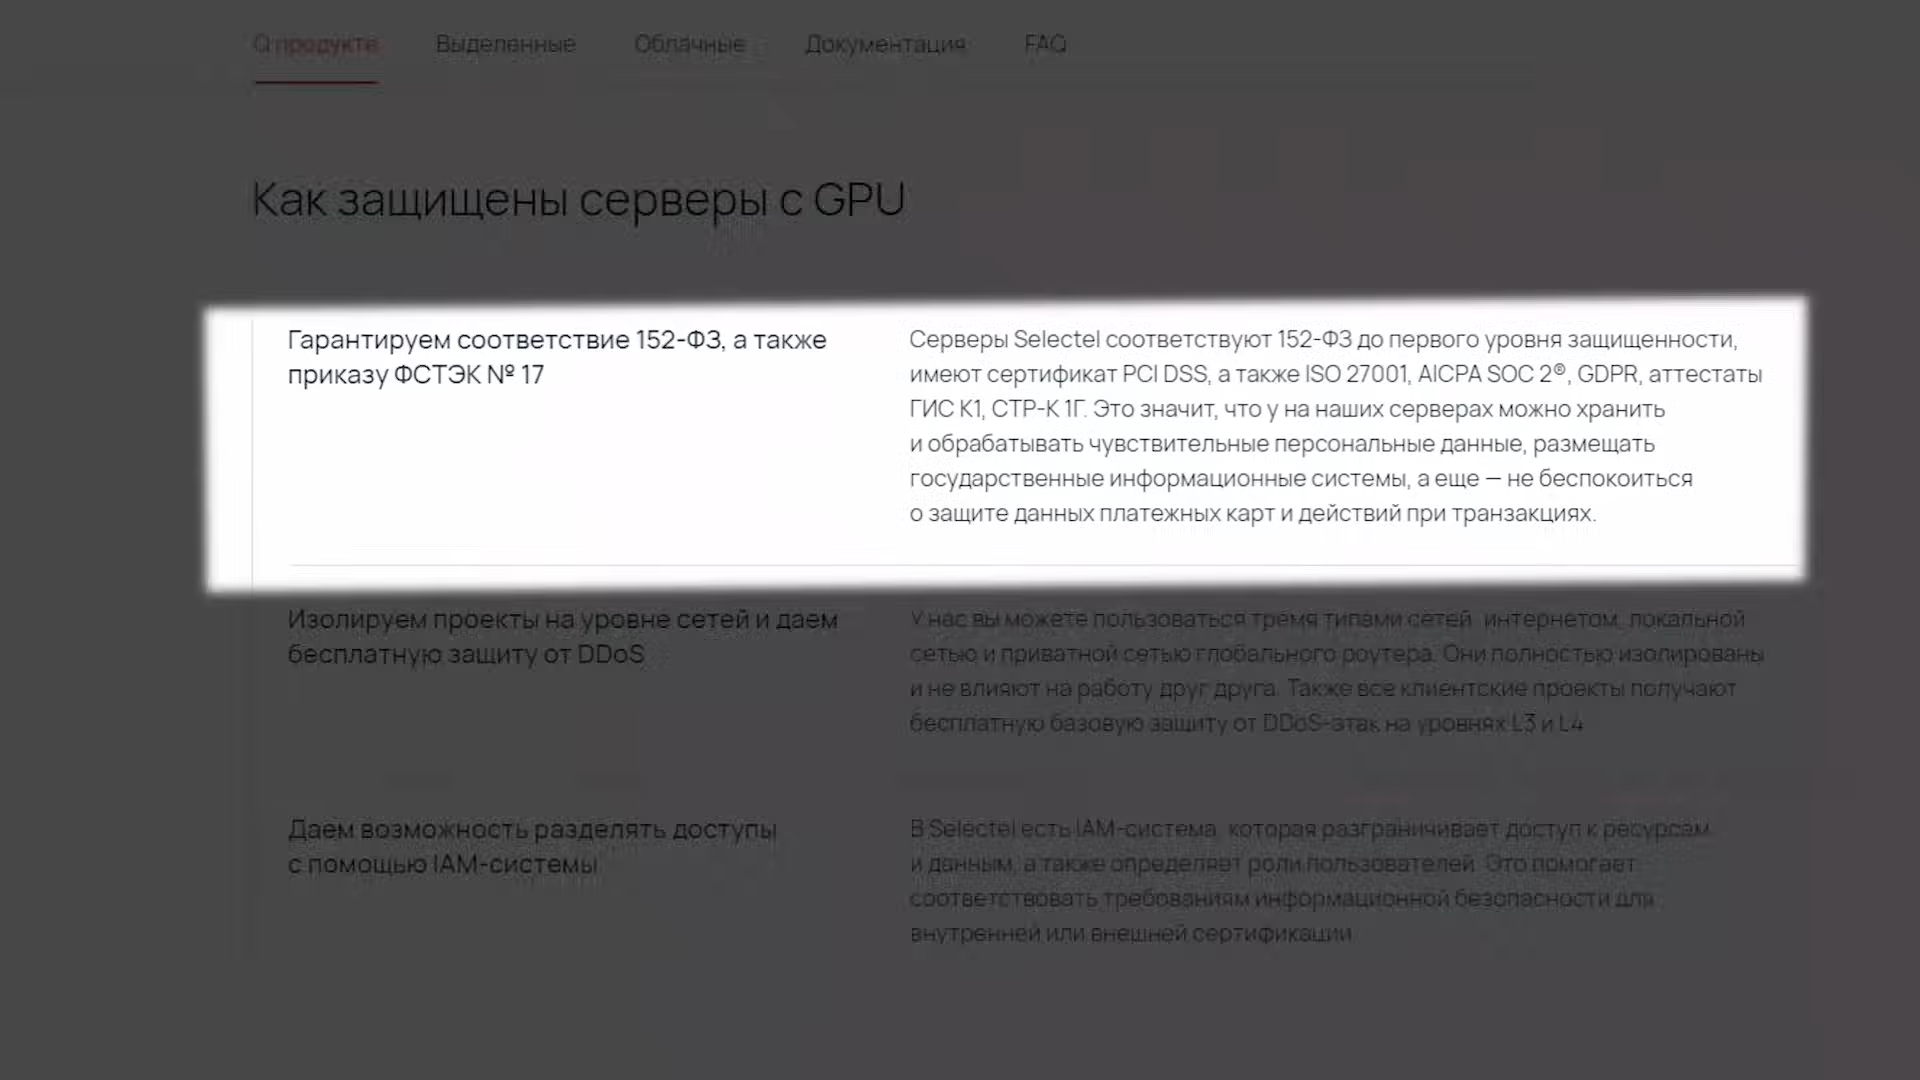 О продукте Выделенные Облачные Документация FAQ
Как защищены серверы с GPU
Гарантируем соответствие 152-ФЗ, а также
приказу ФСТЭК № 17
Серверы Selectel соответствуют 152-ФЗ до первого уровня защищенности,
имеют сертификат PCI DSS, а также ISO 27001, AICPA SOC 2®, GDPR, аттестаты
ГИС К1, СТР-К 1Г. Это значит, что у на наших серверах можно хранить
и обрабатывать чувствительные персональные данные, размещать
государственные информационные системы, а еще — не беспокоиться
о защите данных платежных карт и действий при транзакциях.
Изолируем проекты на уровне сетей и даем
бесплатную защиту от DDoS
У нас вы можете пользоваться тремя типами сетей: интернетом, локальной
сетью и приватной сетью глобального роутера. Они полностью изолированы
и не влияют на работу друг друга. Также все клиентские проекты получают
бесплатную базовую защиту от DDoS-атак на уровнях L3 и L4
Даем возможность разделять доступы
с помощью IAM-системы
В Selectel есть IAM-система, которая разграничивает доступ к ресурсам
и данным, а также определяет роли пользователей. Это помогает
соответствовать требованиям информационной безопасности для
внутренней или внешней сертификации